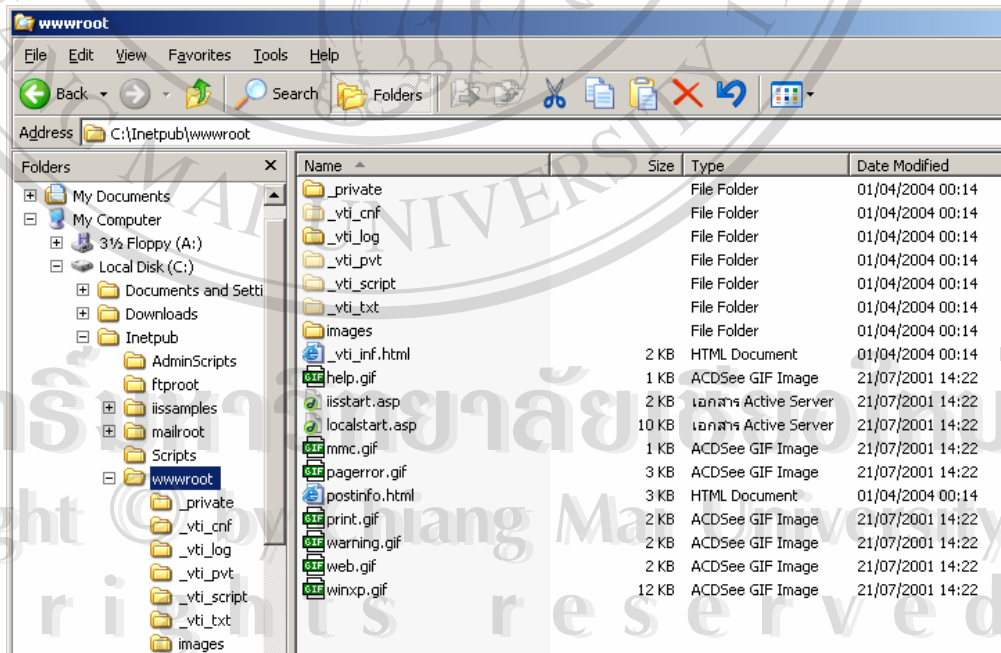 wwwroot
File Edit View Favorites Tools Help
Back Search Folders
Address C:\Inetpub\wwwroot
Folders x Name Size Type Date Modified
My Documents
My Computer
3½ Floppy (A:)
Local Disk (C:)
Documents and Setti
Downloads
Inetpub
AdminScripts
ftproot
iissamples
mailroot
Scripts
wwwroot
_private
_vti_cnf
_vti_log
_vti_pvt
_vti_script
_vti_txt
images
_private File Folder 01/04/2004 00:14
_vti_cnf File Folder 01/04/2004 00:14
_vti_log File Folder 01/04/2004 00:14
_vti_pvt File Folder 01/04/2004 00:14
_vti_script File Folder 01/04/2004 00:14
_vti_txt File Folder 01/04/2004 00:14
images File Folder 01/04/2004 00:14
_vti_inf.html 2 KB HTML Document 01/04/2004 00:14
help.gif 1 KB ACDSee GIF Image 21/07/2001 14:22
iisstart.asp 2 KB เอกสาร Active Server 21/07/2001 14:22
localstart.asp 10 KB เอกสาร Active Server 21/07/2001 14:22
mmc.gif 1 KB ACDSee GIF Image 21/07/2001 14:22
pagerror.gif 3 KB ACDSee GIF Image 21/07/2001 14:22
postinfo.html 3 KB HTML Document 01/04/2004 00:14
print.gif 2 KB ACDSee GIF Image 21/07/2001 14:22
warning.gif 2 KB ACDSee GIF Image 21/07/2001 14:22
web.gif 2 KB ACDSee GIF Image 21/07/2001 14:22
winxp.gif 12 KB ACDSee GIF Image 21/07/2001 14:22
MAI UNIVERSITY
ght © by Chiang Mai University
rights reserved